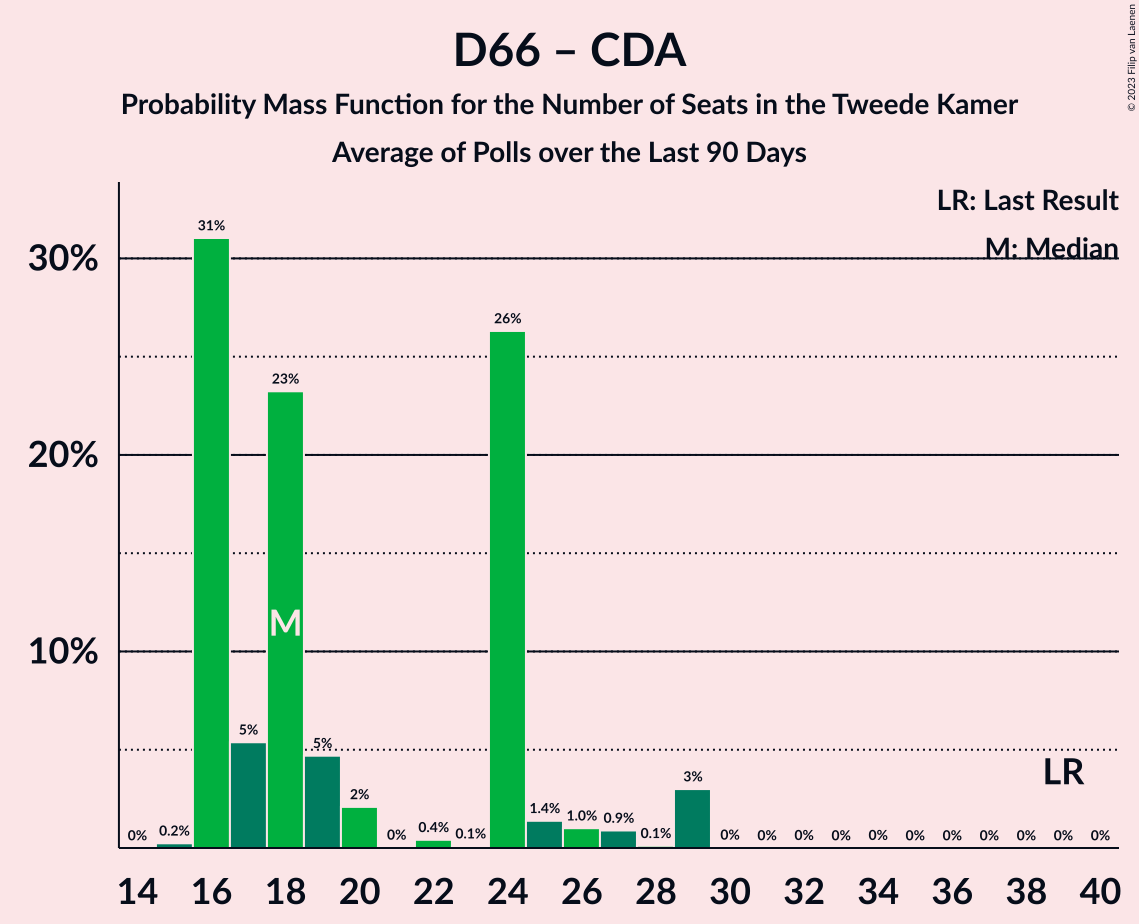 © 2023 Filip van Laenen
D66 – CDA
Probability Mass Function for the Number of Seats in the Tweede Kamer
Average of Polls over the Last 90 Days
LR: Last Result
M: Median
30%
20%
10%
31%
26%
23%
M
5%
5%
LR
3%
2%
0% 0.2% 0% 0.4% 0.1% 1.4% 1.0% 0.9% 0.1% 0% 0% 0% 0% 0% 0% 0% 0% 0% 0% 0%
14 16 18 20 22 24 26 28 30 32 34 36 38 40